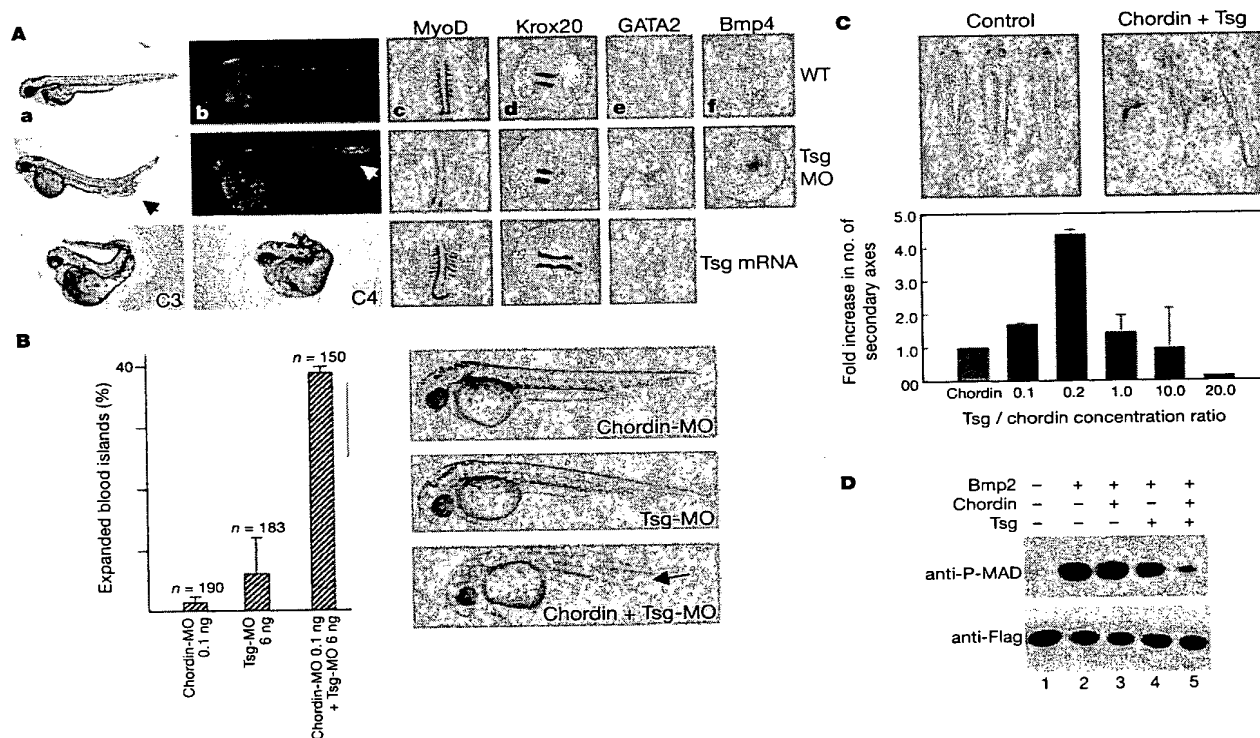 A
MyoD Krox20 GATA2 Bmp4
a b c d e f
WT
Tsg
MO
Tsg mRNA
C3 C4
B
Expanded blood islands (%)
40
n = 190
n = 183
n = 150
Chordin-MO
0.1 ng
Tsg-MO
6 ng
Chordin-MO 0.1 ng
+ Tsg-MO 6 ng
Chordin-MO
Tsg-MO
Chordin + Tsg-MO
C
Control Chordin + Tsg
Fold increase in no. of
secondary axes
5.0
4.0
3.0
2.0
1.0
00
Chordin 0.1 0.2 1.0 10.0 20.0
Tsg / chordin concentration ratio
D
Bmp2 – + + + +
Chordin – – + – +
Tsg – – – + +
anti-P-MAD
anti-Flag
1 2 3 4 5